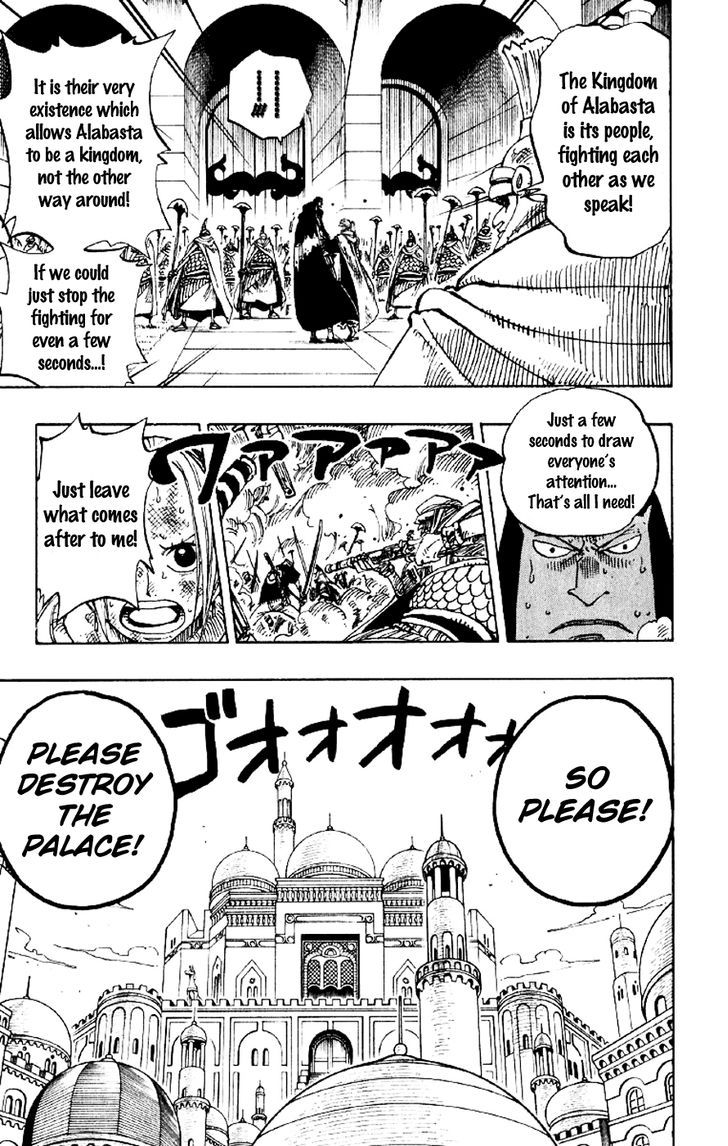 The Kingdom
of Alabasta
is its people,
fighting each
other as we
speak!
.........!!!
It is their very
existence which
allows Alabasta
to be a kingdom,
not the other
way around!
If we could
just stop the
fighting for
even a few
seconds...!
Just a few
seconds to draw
everyone's
attention...
That's all I need!
ワァァァァァ
Just leave
what comes
after to me!
SO
PLEASE!
ゴオオオオオ
PLEASE
DESTROY
THE
PALACE!